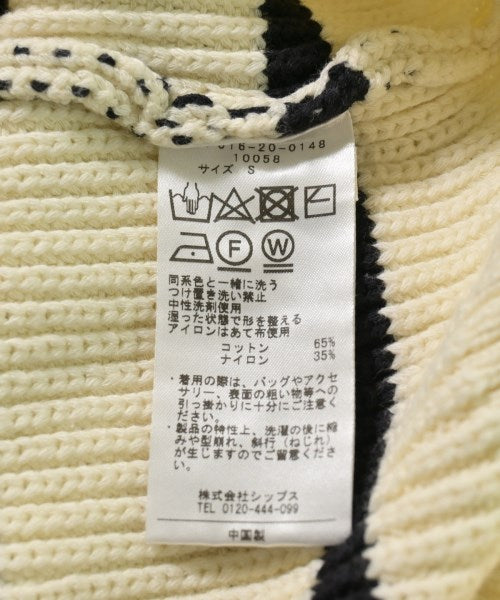 016-20-0148
10058
サイズ S
F W
同系色と一緒に洗う
つけ置き洗い禁止
中性洗剤使用
湿った状態で形を整える
アイロンはあて布使用
コットン 65%
ナイロン 35%
・着用の際は、バッグやアクセ
サリー、表面の粗い物等への
引っ掛かりに十分にご注意く
ださい。
・製品の特性上、洗濯の後に縮
みや型崩れ、斜行(ねじれ)
が生じますのでご留意くださ
い。
株式会社シップス
TEL 0120-444-099
中国製